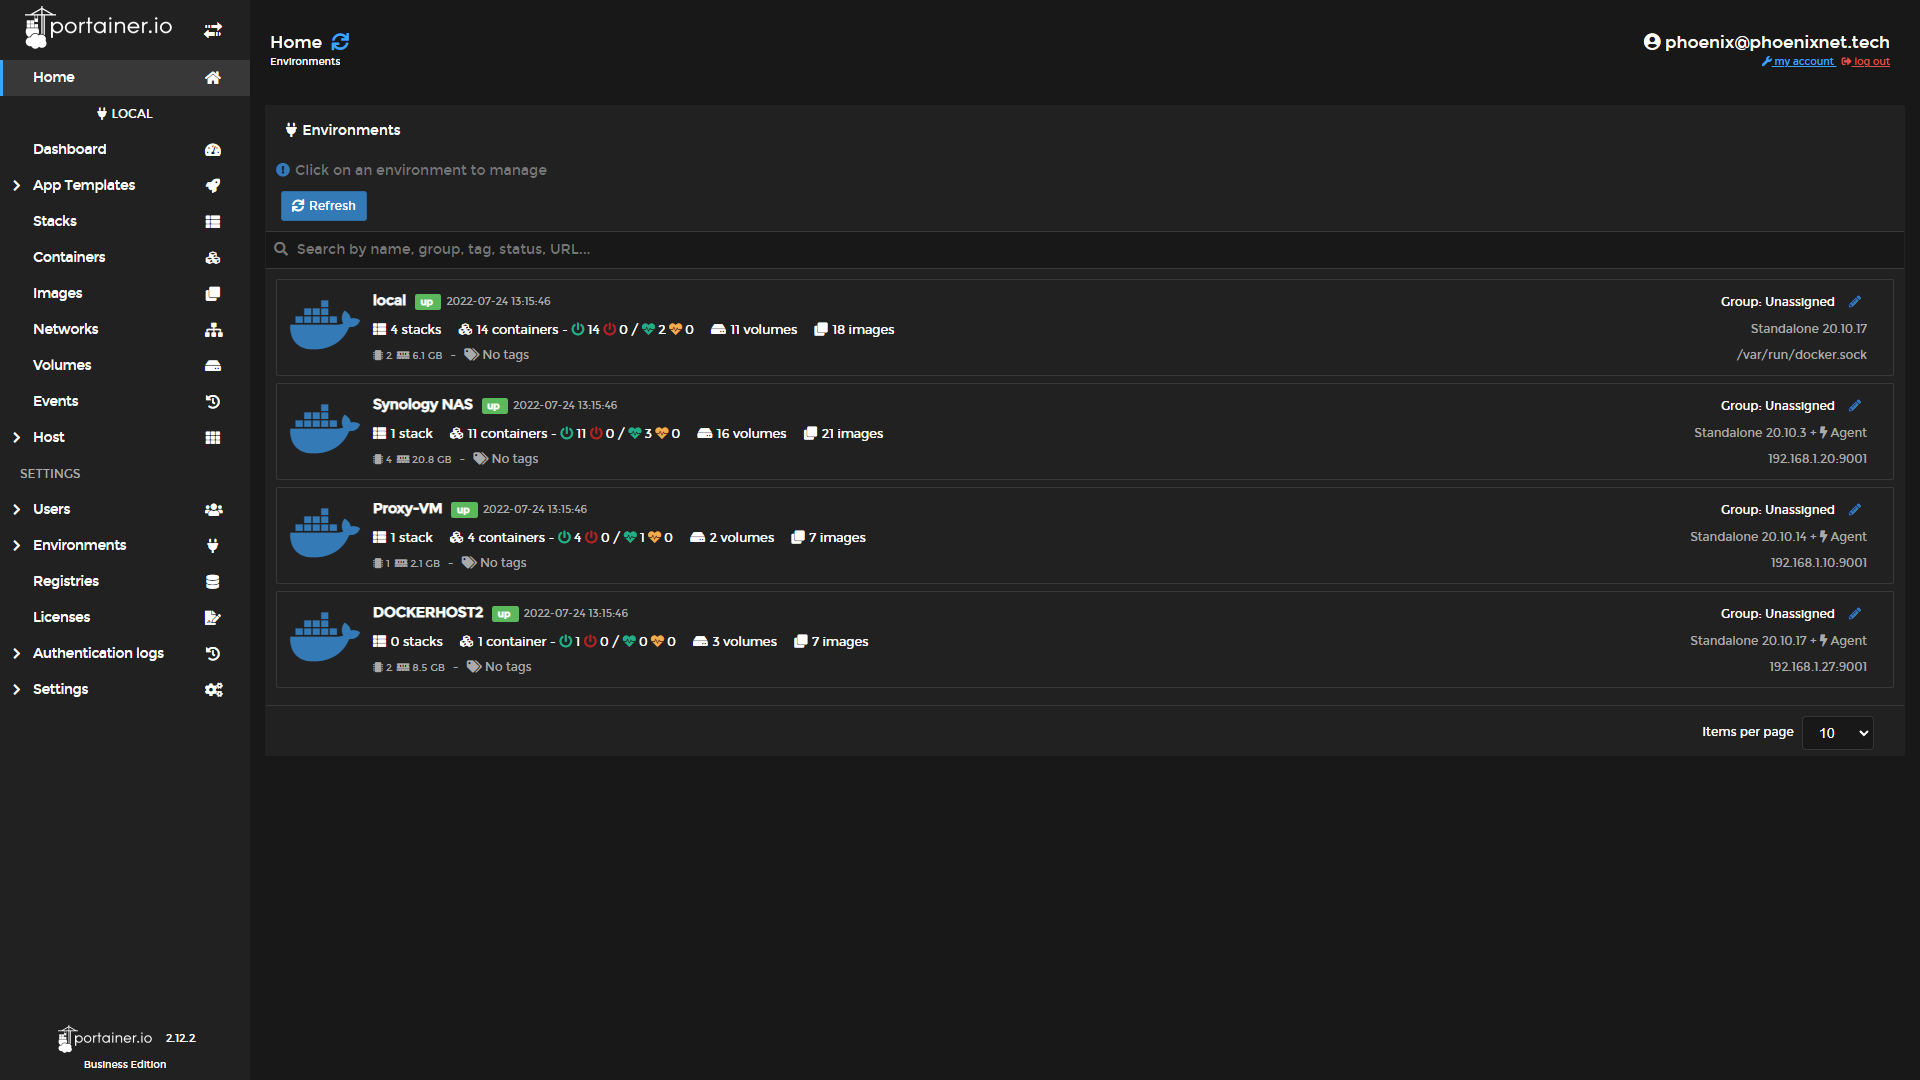 portainer.io
Home
LOCAL
Dashboard
App Templates
Stacks
Containers
Images
Networks
Volumes
Events
Host
SETTINGS
Users
Environments
Registries
Licenses
Authentication logs
Settings
portainer.io 2.12.2
Business Edition
Home
Environments
phoenix@phoenixnet.tech
my account log out
Environments
Click on an environment to manage
Refresh
Search by name, group, tag, status, URL...
local up 2022-07-24 13:15:46 Group: Unassigned
4 stacks 14 containers - 14 0 / 2 0 11 volumes 18 images Standalone 20.10.17
2 6.1 GB - No tags /var/run/docker.sock
Synology NAS up 2022-07-24 13:15:46 Group: Unassigned
1 stack 11 containers - 11 0 / 3 0 16 volumes 21 images Standalone 20.10.3 + Agent
4 20.8 GB - No tags 192.168.1.20:9001
Proxy-VM up 2022-07-24 13:15:46 Group: Unassigned
1 stack 4 containers - 4 0 / 1 0 2 volumes 7 images Standalone 20.10.14 + Agent
1 2.1 GB - No tags 192.168.1.10:9001
DOCKERHOST2 up 2022-07-24 13:15:46 Group: Unassigned
0 stacks 1 container - 1 0 / 0 0 3 volumes 7 images Standalone 20.10.17 + Agent
2 8.5 GB - No tags 192.168.1.27:9001
Items per page 10